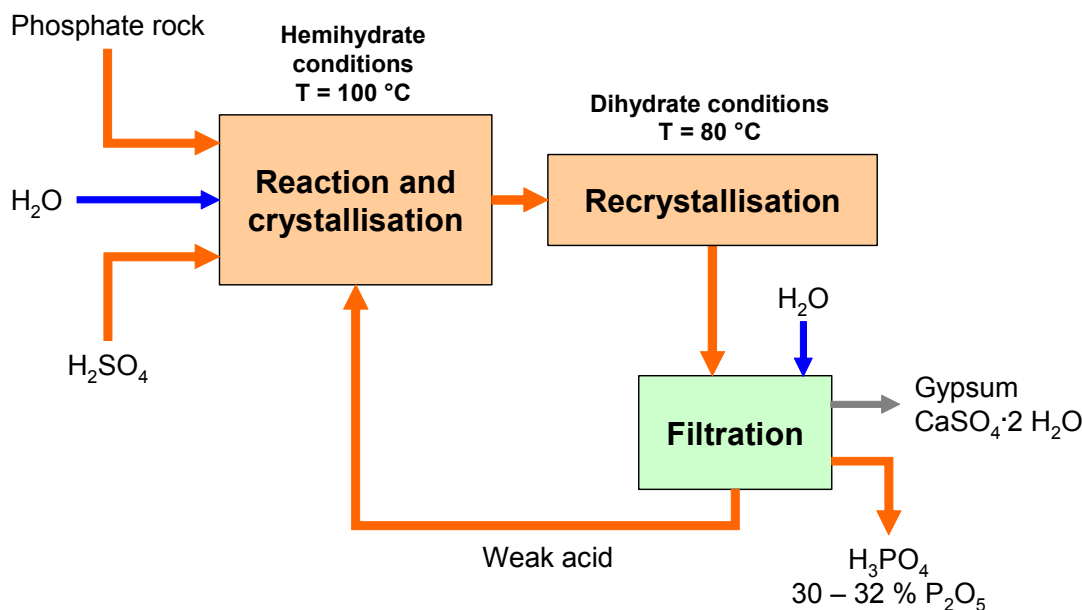 Phosphate rock
Hemihydrate
conditions
T = 100 °C
Dihydrate conditions
T = 80 °C
H₂O
Reaction and
crystallisation
Recrystallisation
H₂SO₄
H₂O
Filtration
Gypsum
CaSO₄·2 H₂O
Weak acid
H₃PO₄
30 – 32 % P₂O₅